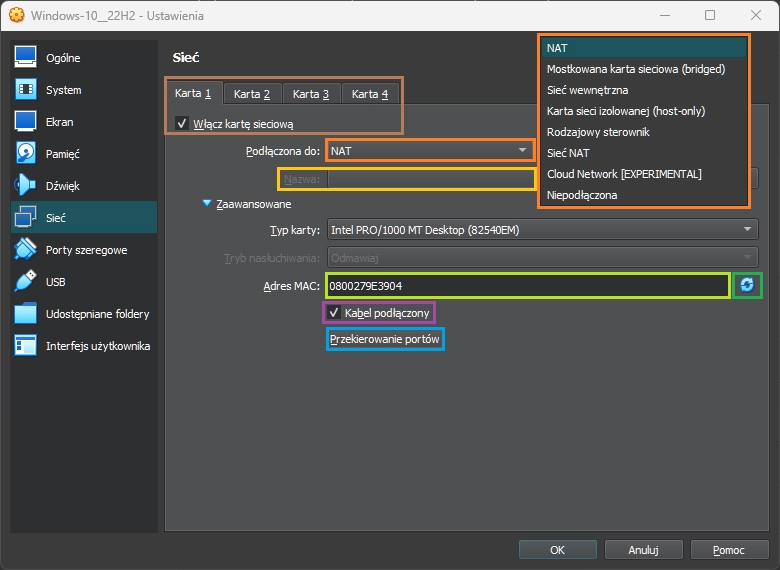 Windows-10__22H2 - Ustawienia
Ogólne
System
Ekran
Pamięć
Dźwięk
Sieć
Porty szeregowe
USB
Udostępniane foldery
Interfejs użytkownika
Sieć
Karta 1 Karta 2 Karta 3 Karta 4
Włącz kartę sieciową
Podłączona do: NAT
Nazwa:
Zaawansowane
Typ karty: Intel PRO/1000 MT Desktop (82540EM)
Tryb nasłuchiwania: Odmawiaj
Adres MAC: 0800279E3904
Kabel podłączony
Przekierowanie portów
NAT
Mostkowana karta sieciowa (bridged)
Sieć wewnętrzna
Karta sieci izolowanej (host-only)
Rodzajowy sterownik
Sieć NAT
Cloud Network [EXPERIMENTAL]
Niepodłączona
OK Anuluj Pomoc